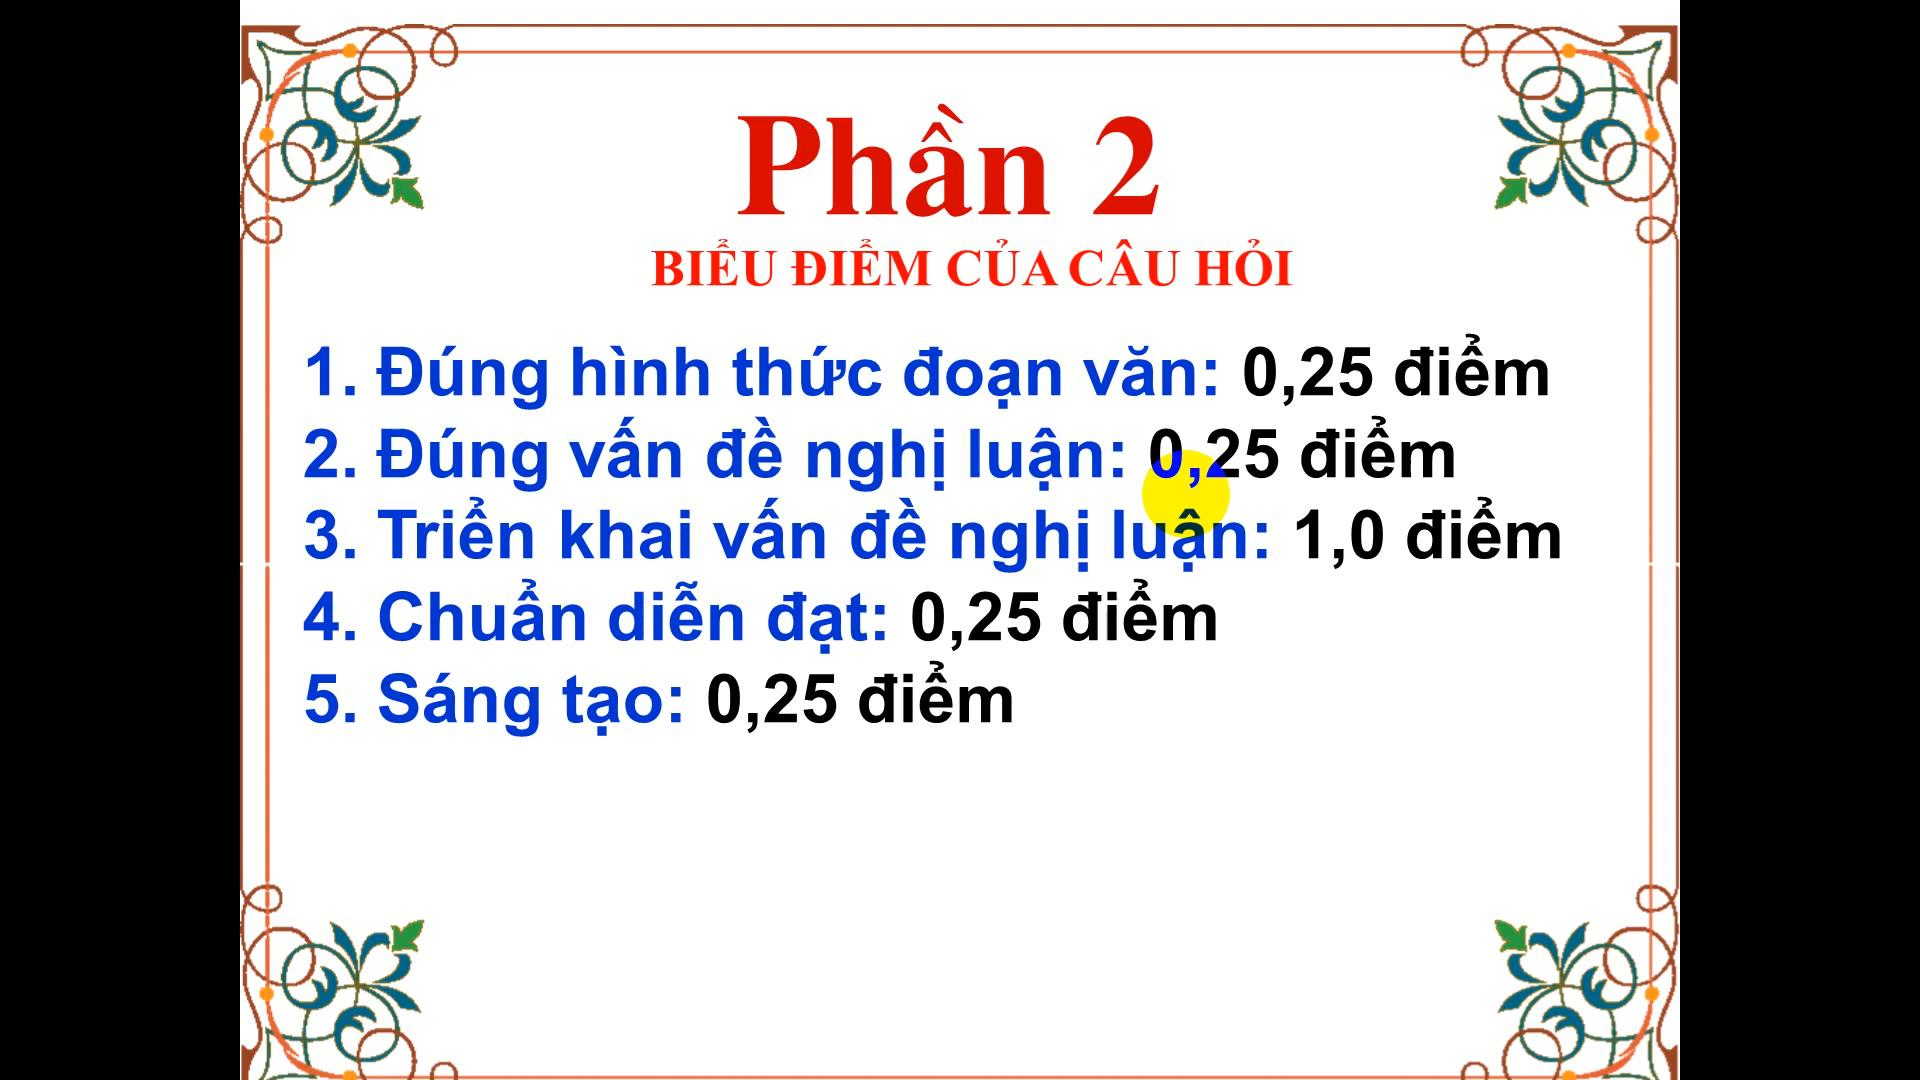 Phần 2
BIỂU ĐIỂM CỦA CÂU HỎI
1. Đúng hình thức đoạn văn: 0,25 điểm
2. Đúng vấn đề nghị luận: 0,25 điểm
3. Triển khai vấn đề nghị luận: 1,0 điểm
4. Chuẩn diễn đạt: 0,25 điểm
5. Sáng tạo: 0,25 điểm